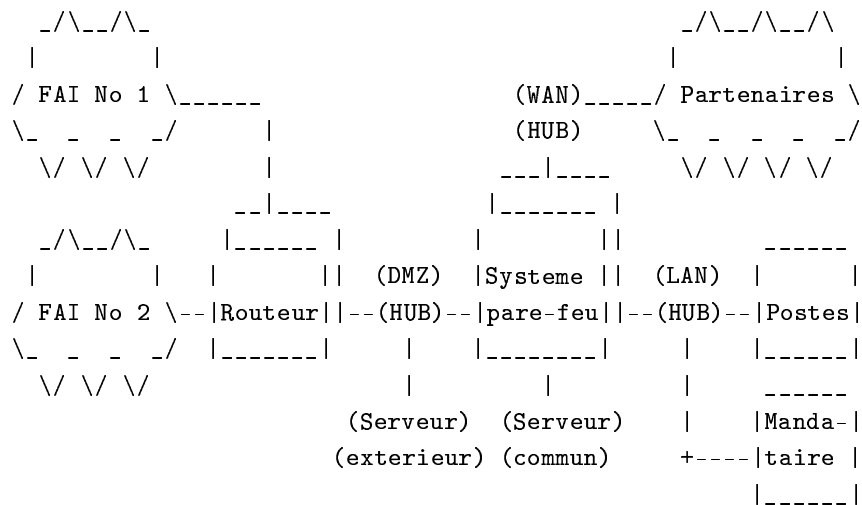 FAI No 1
(WAN)
Partenaires
(HUB)
(DMZ)
Systeme
(LAN)
FAI No 2
Routeur
(HUB)
pare-feu
(HUB)
Postes
(Serveur)
(Serveur)
Manda-
(exterieur)
(commun)
taire